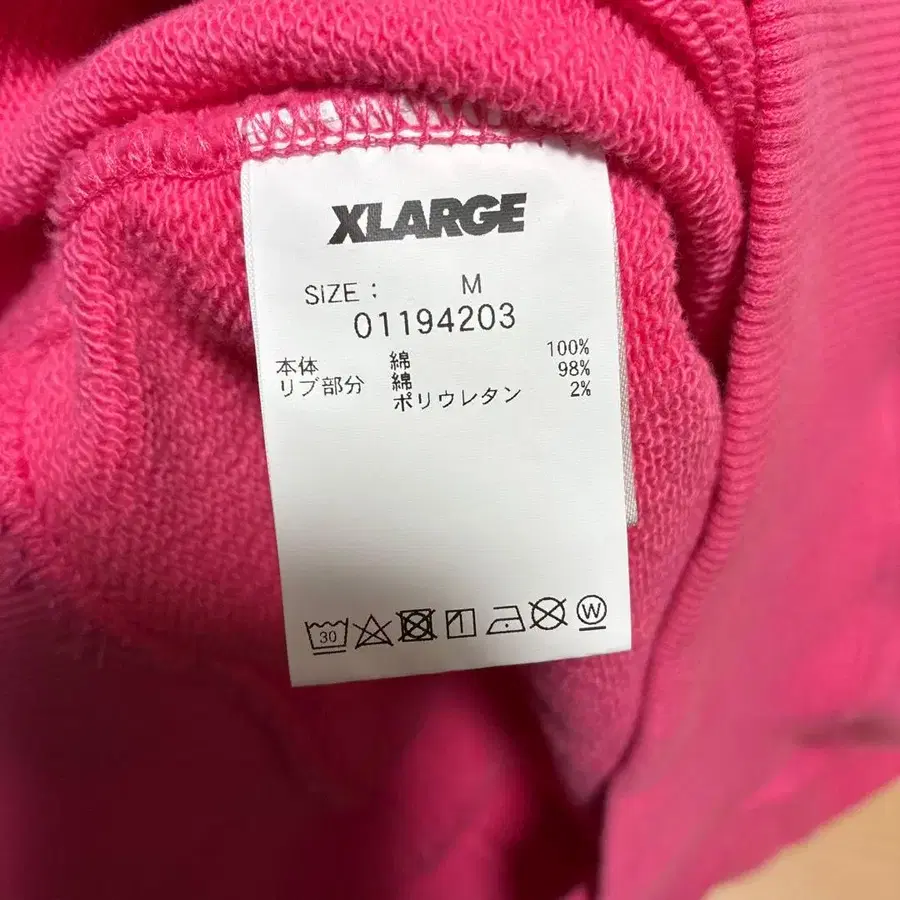 XLARGE
SIZE : M
01194203
本体 綿 100%
リブ部分 綿 98%
ポリウレタン 2%
30 W